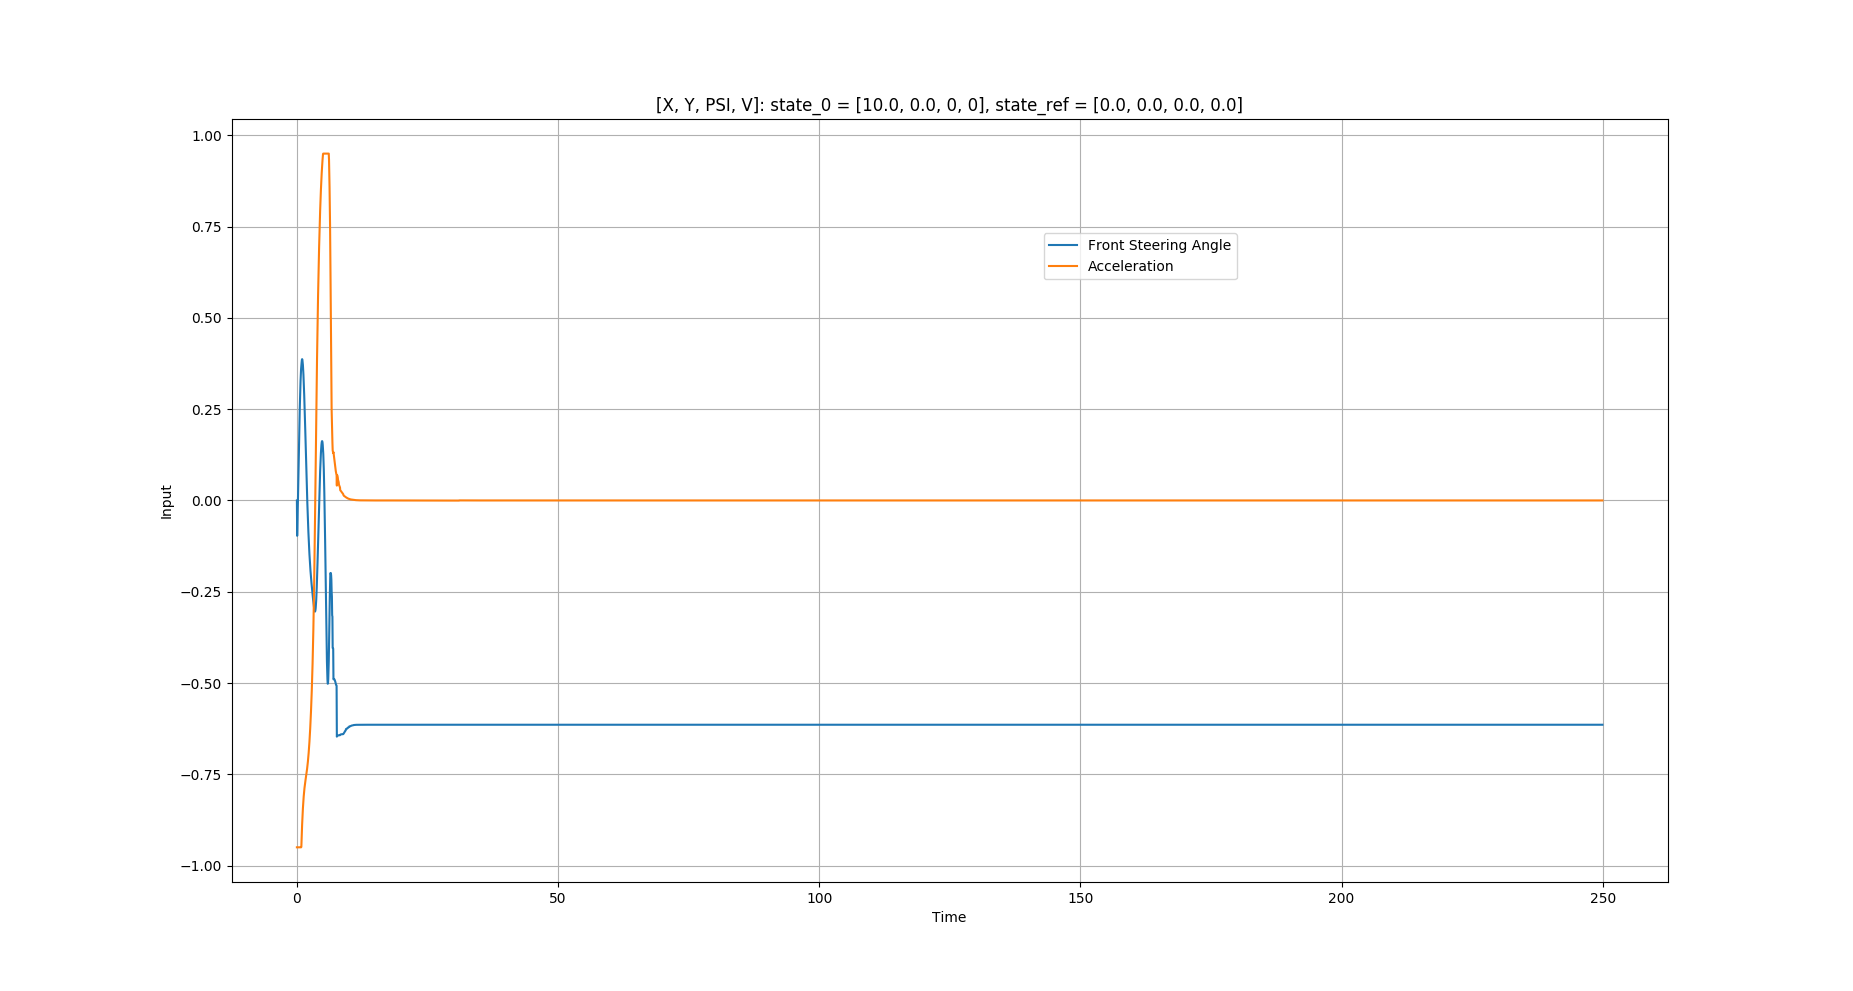 [X, Y, PSI, V]: state_0 = [10.0, 0.0, 0, 0], state_ref = [0.0, 0.0, 0.0, 0.0]
1.00
0.75
0.50
0.25
0.00
−0.25
−0.50
−0.75
−1.00
Input
Front Steering Angle
Acceleration
0 50 100 150 200 250
Time